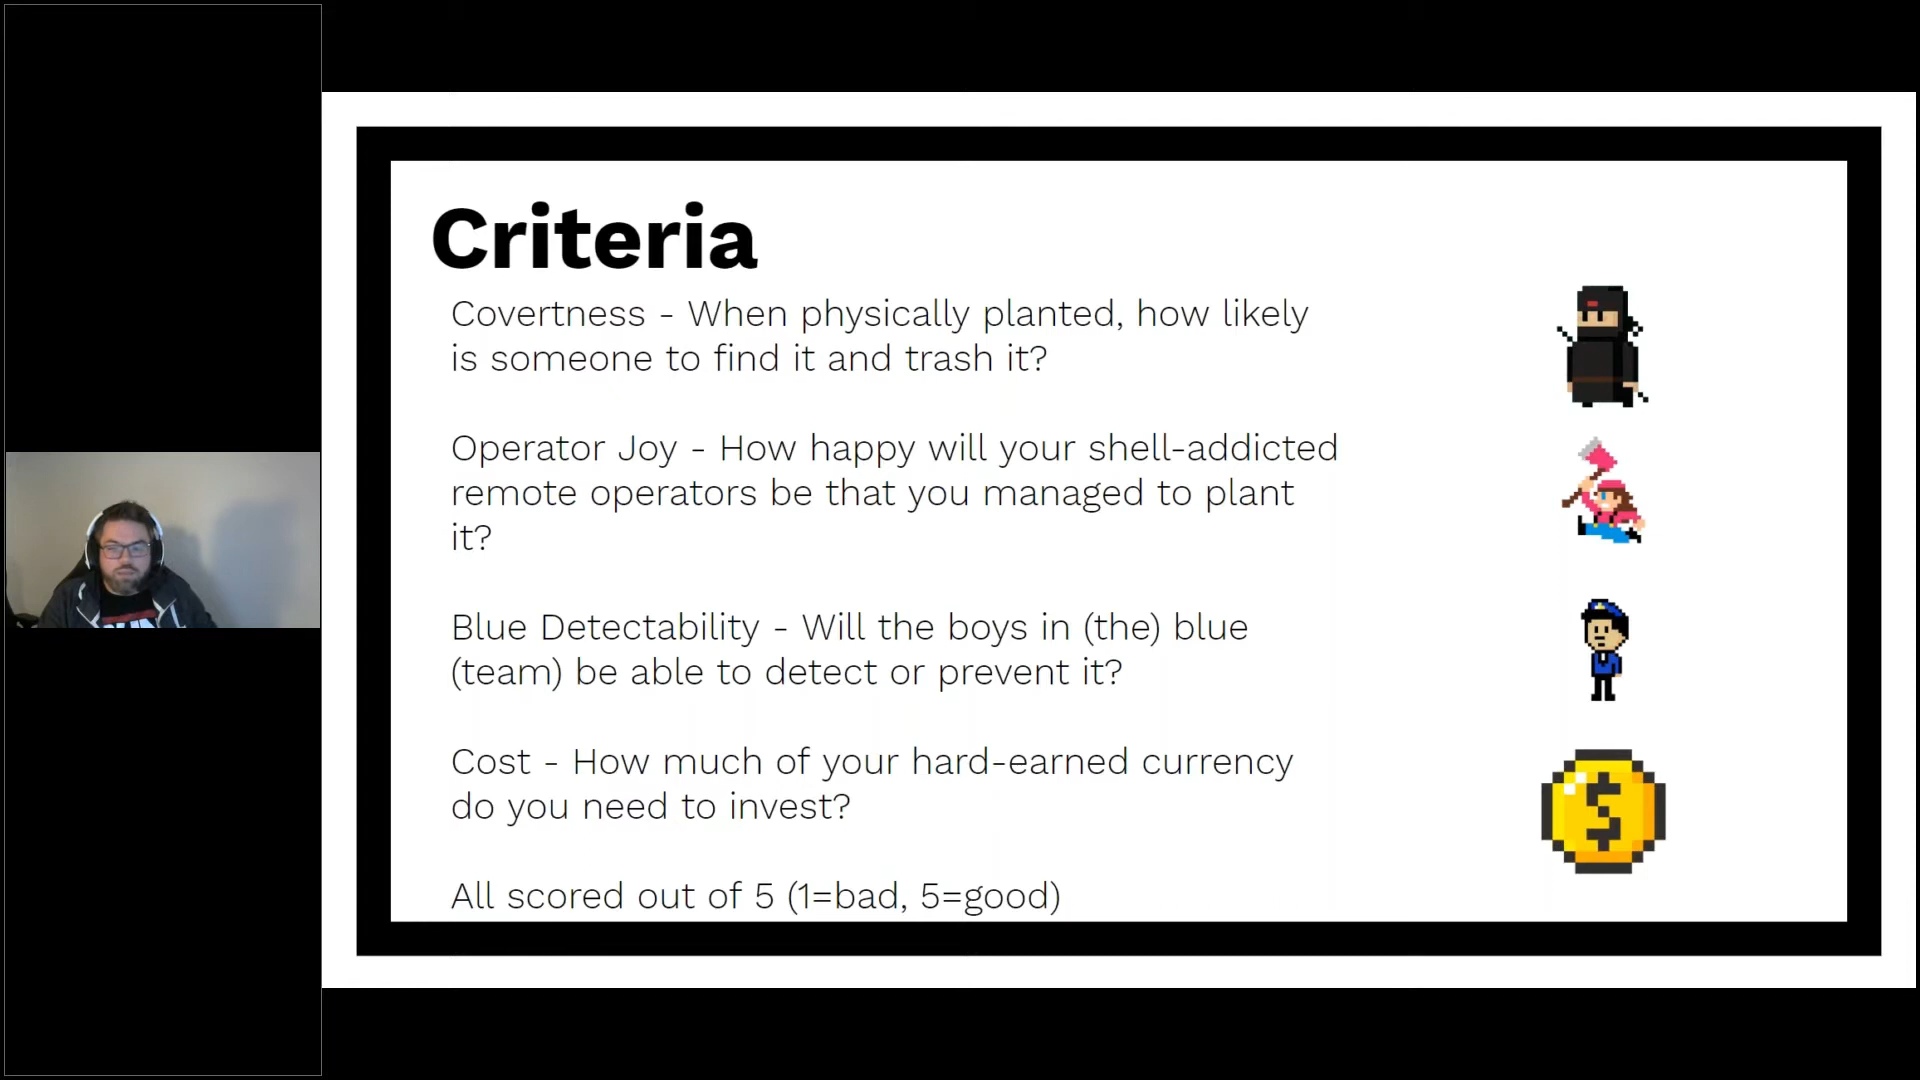 Criteria
Covertness - When physically planted, how likely
is someone to find it and trash it?
Operator Joy - How happy will your shell-addicted
remote operators be that you managed to plant
it?
Blue Detectability - Will the boys in (the) blue
(team) be able to detect or prevent it?
Cost - How much of your hard-earned currency
do you need to invest?
All scored out of 5 (1=bad, 5=good)